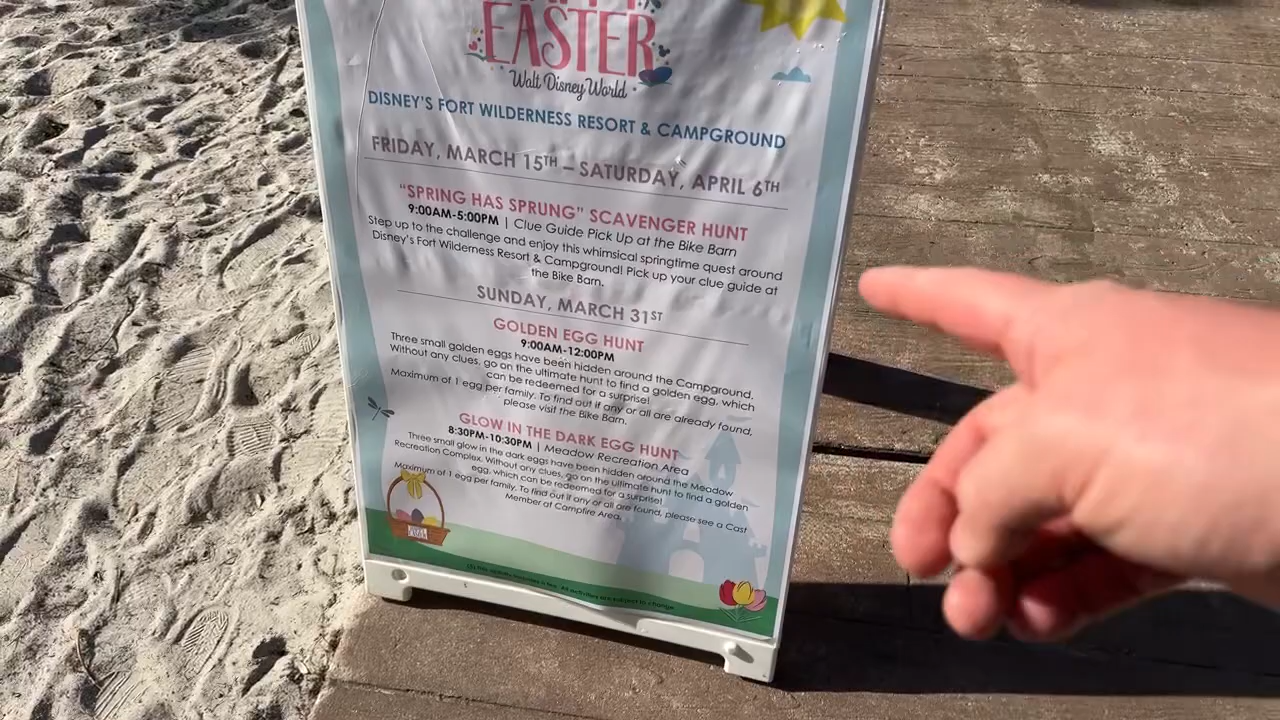 EASTER
Walt Disney World
DISNEY'S FORT WILDERNESS RESORT & CAMPGROUND
FRIDAY, MARCH 15TH – SATURDAY, APRIL 6TH
"SPRING HAS SPRUNG" SCAVENGER HUNT
9:00AM-5:00PM | Clue Guide Pick Up at the Bike Barn
Step up to the challenge and enjoy this whimsical springtime quest around
Disney's Fort Wilderness Resort & Campground! Pick up your clue guide at
the Bike Barn.
SUNDAY, MARCH 31ST
GOLDEN EGG HUNT
9:00AM-12:00PM
Three small golden eggs have been hidden around the Campground.
Without any clues, go on the ultimate hunt to find a golden egg, which
can be redeemed for a surprise!
Maximum of 1 egg per family. To find out if any or all are already found,
please visit the Bike Barn.
GLOW IN THE DARK EGG HUNT
8:30PM-10:30PM | Meadow Recreation Area
Three small glow in the dark eggs have been hidden around the Meadow
Recreation Complex. Without any clues, go on the ultimate hunt to find a golden
egg, which can be redeemed for a surprise!
Maximum of 1 egg per family. To find out if any or all are found, please see a Cast
Member at Campfire Area.
All activities are subject to change.